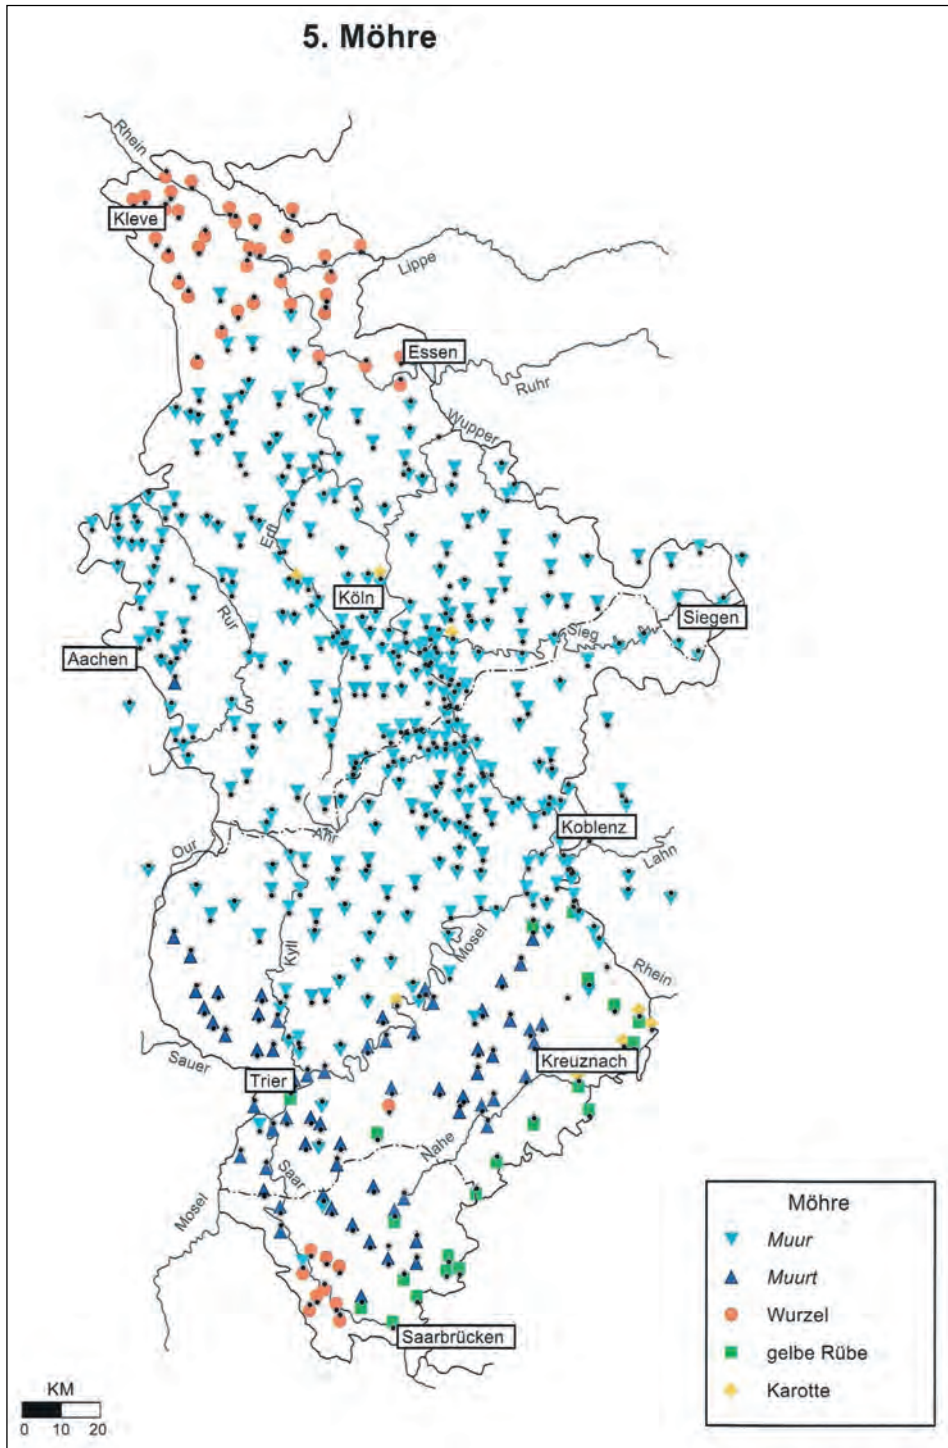 5. Möhre
Rhein
Kleve
Lippe
Essen
Ruhr
Wupper
Erft
Köln
Rur
Sieg
Siegen
Aachen
Koblenz
Ahr
Our
Lahn
Mosel
Kyll
Rhein
Sauer
Kreuznach
Trier
Nahe
Saar
Mosel
Saarbrücken
Möhre
Muur
Muurt
Wurzel
gelbe Rübe
Karotte
KM
0 10 20